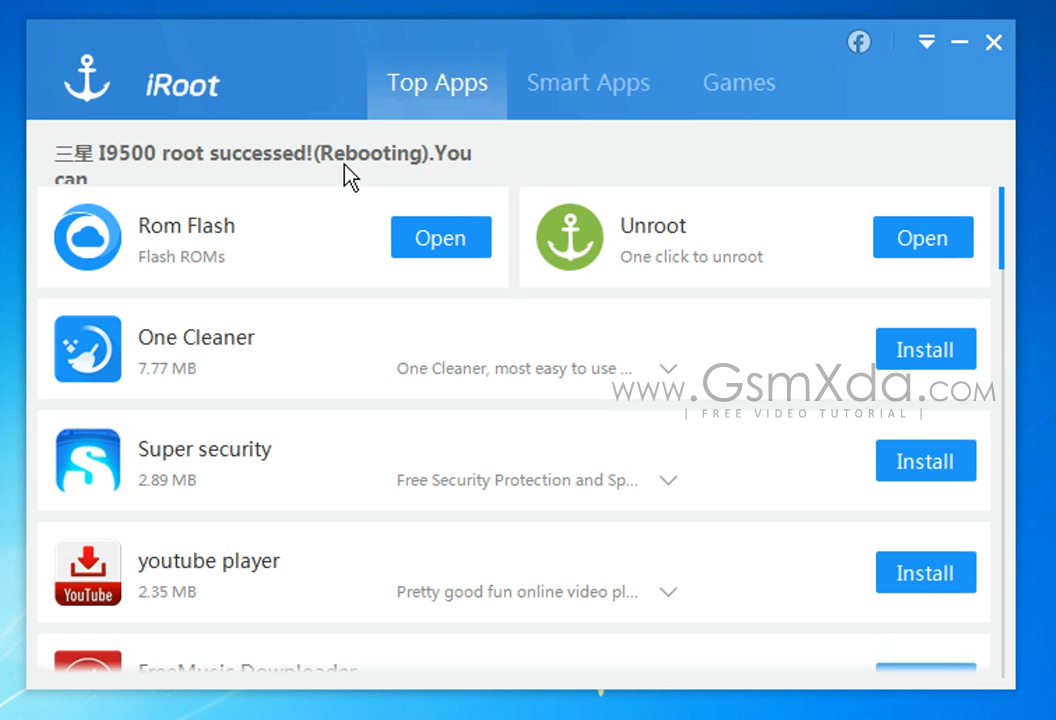 iRoot
Top Apps
Smart Apps
Games
三星 I9500 root successed!(Rebooting).You
can
Rom Flash
Flash ROMs
Open
Unroot
One click to unroot
Open
One Cleaner
7.77 MB
One Cleaner, most easy to use ...
Install
www.GsmXda.com
| FREE VIDEO TUTORIAL |
Super security
2.89 MB
Free Security Protection and Sp...
Install
youtube player
2.35 MB
Pretty good fun online video pl...
Install
YouTube
FreeMusic Downloader